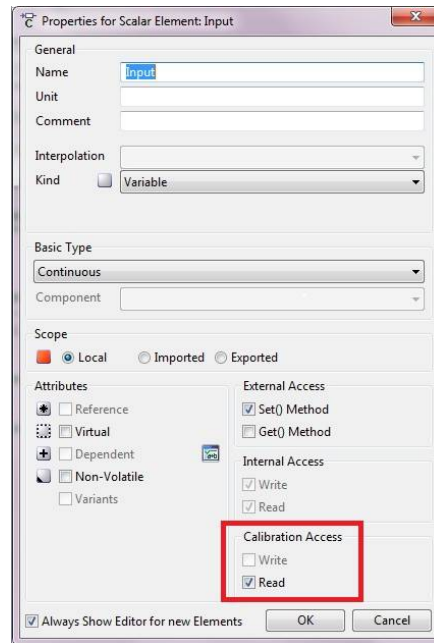 Properties for Scalar Element: Input
General
Name Input
Unit
Comment
Interpolation
Kind Variable
Basic Type
Continuous
Component
Scope
Local Imported Exported
Attributes External Access
Reference Set() Method
Virtual Get() Method
Dependent Internal Access
Non-Volatile Write
Variants Read
Calibration Access
Write
Read
Always Show Editor for new Elements OK Cancel